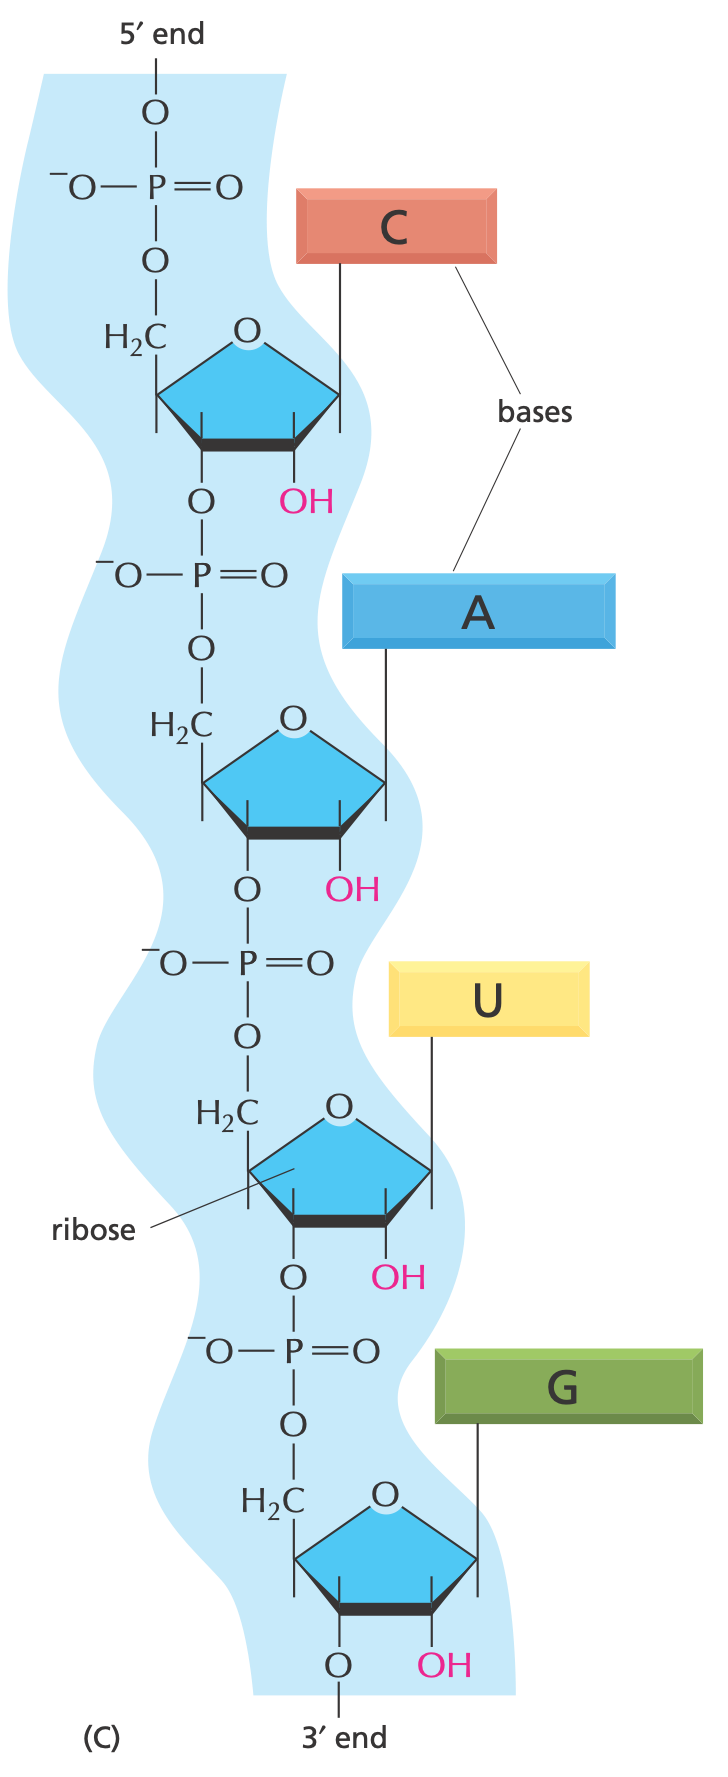 5′ end
O
⁻O—P=O
C
O
H₂C
O
bases
O
OH
⁻O—P=O
A
O
H₂C
O
O
OH
⁻O—P=O
U
O
H₂C
O
ribose
O
OH
⁻O—P=O
G
O
H₂C
O
O
OH
(C)
3′ end